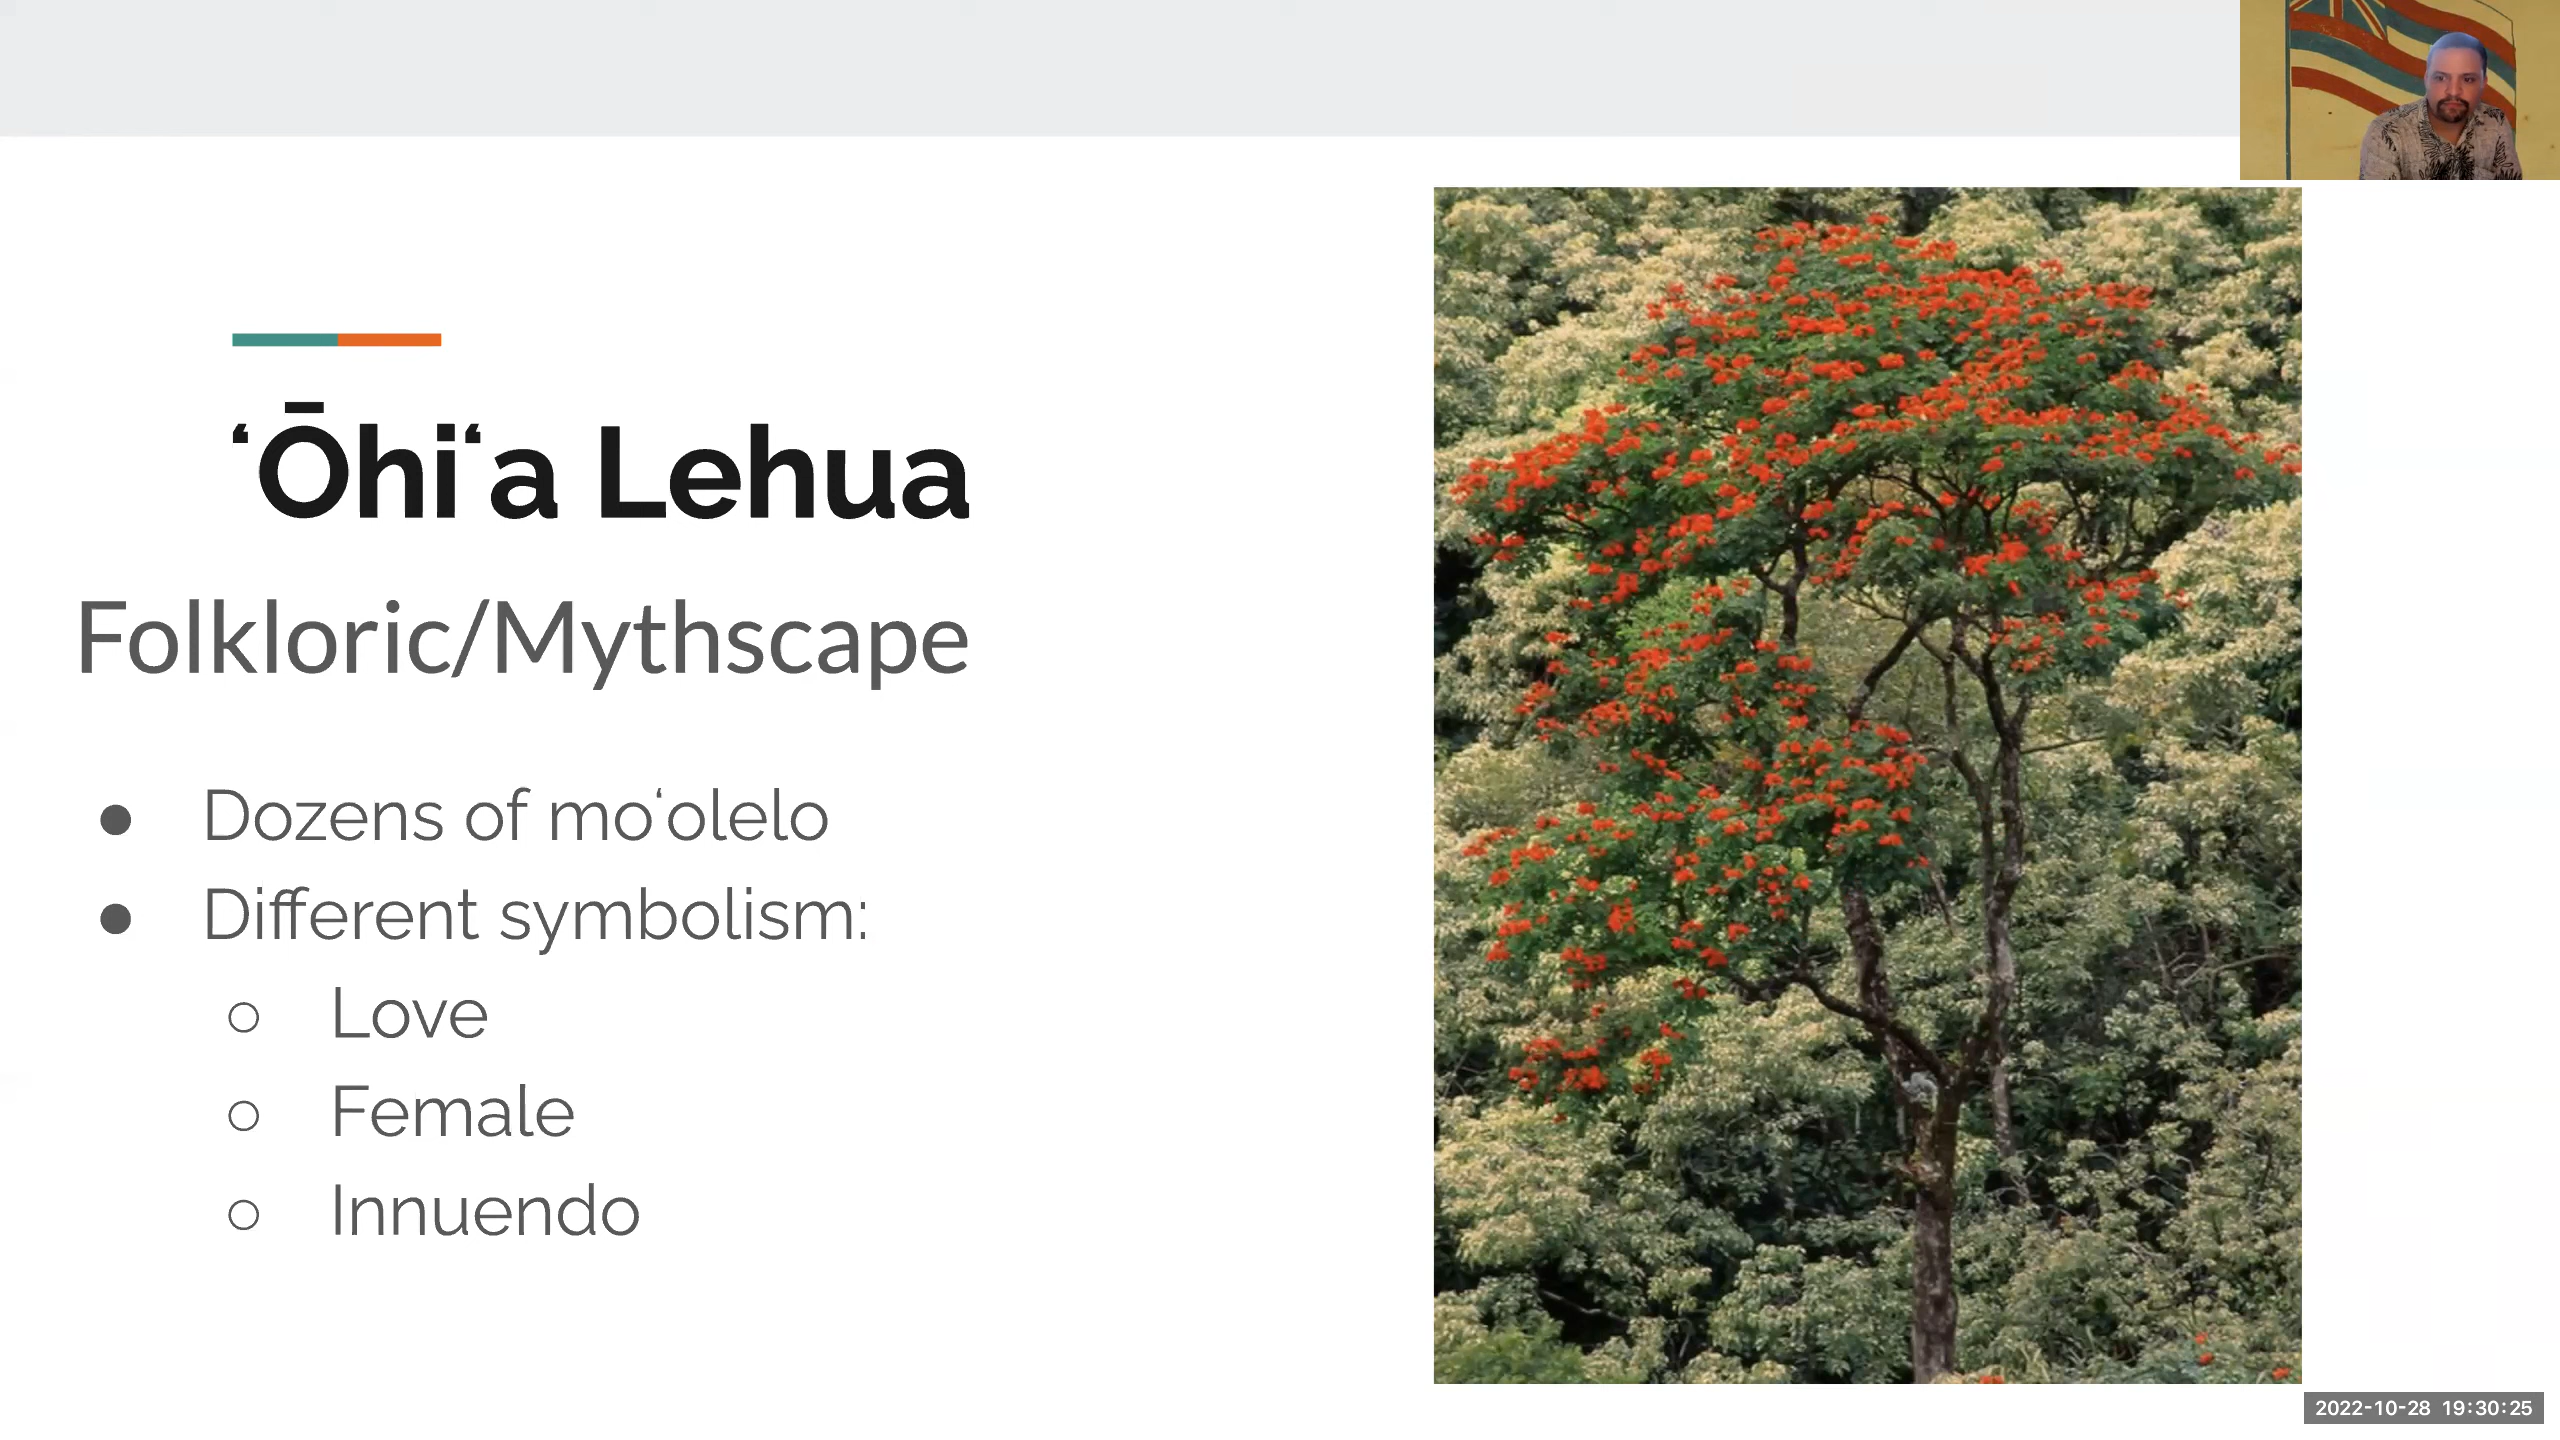 ʻŌhiʻa Lehua
Folkloric/Mythscape
● Dozens of moʻolelo
● Different symbolism:
○ Love
○ Female
○ Innuendo
2022-10-28 19:30:25